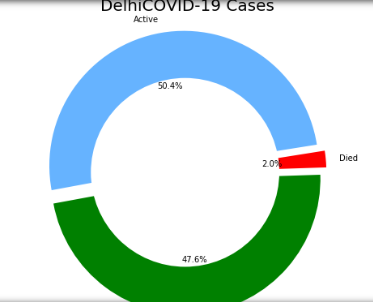 DelhiCOVID-19 Cases
Active
50.4%
2.0%
Died
47.6%